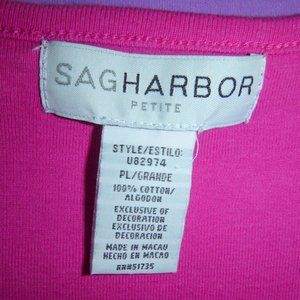 SAGHARBOR
PETITE
STYLE/ESTILO:
U82974
PL/GRANDE
100% COTTON/
ALGODON
EXCLUSIVE OF
DECORATION
EXCLUSIVO DE
DECORACION
MADE IN MACAU
HECHO EN MACAO
RN#51735